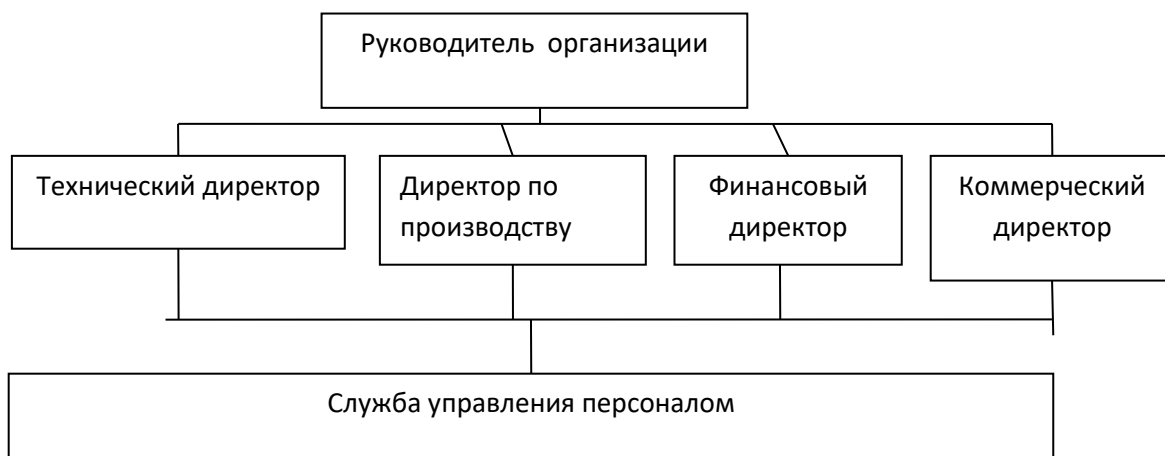 Руководитель организации
Технический директор
Директор по
производству
Финансовый
директор
Коммерческий
директор
Служба управления персоналом